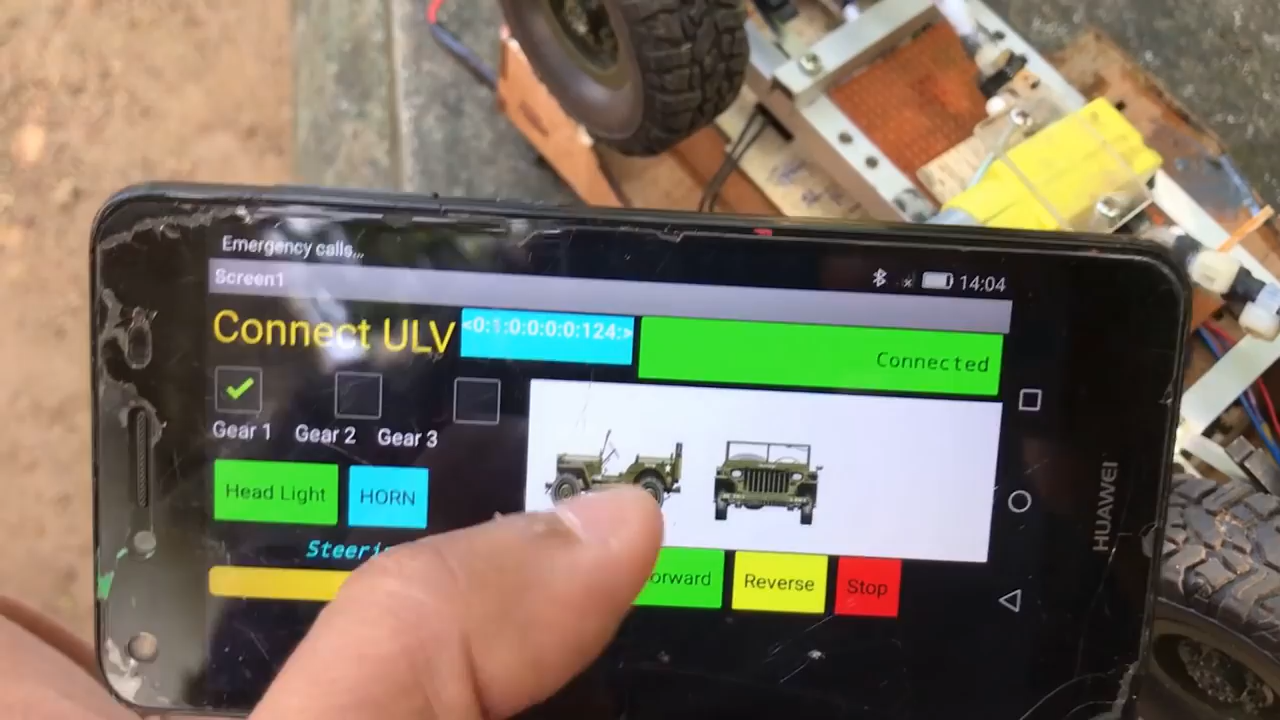 Emergency calls...
14:04
Screen1
Connect ULV
<0:1:0:0:0:0:124:>
Connected
Gear 1 Gear 2 Gear 3
Head Light
HORN
Reverse
Stop
HUAWEI